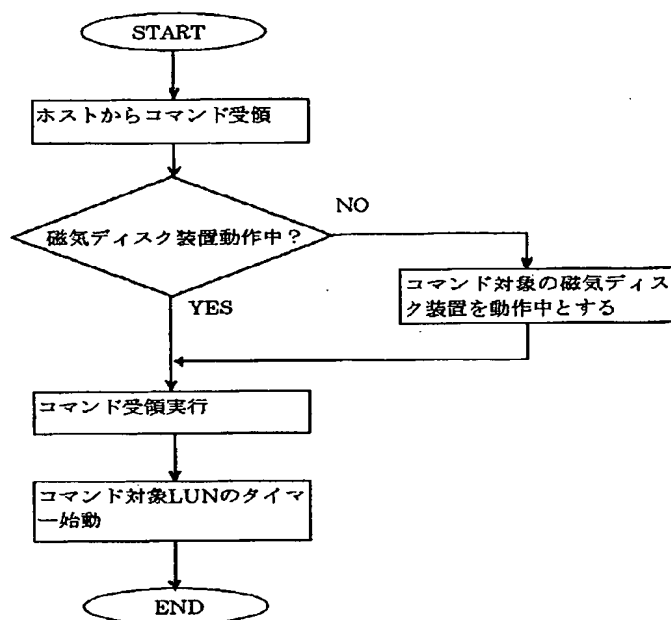 START
ホストからコマンド受領
磁気ディスク装置動作中？
NO
コマンド対象の磁気ディス
ク装置を動作中とする
YES
コマンド受領実行
コマンド対象LUNのタイマ
ー始動
END